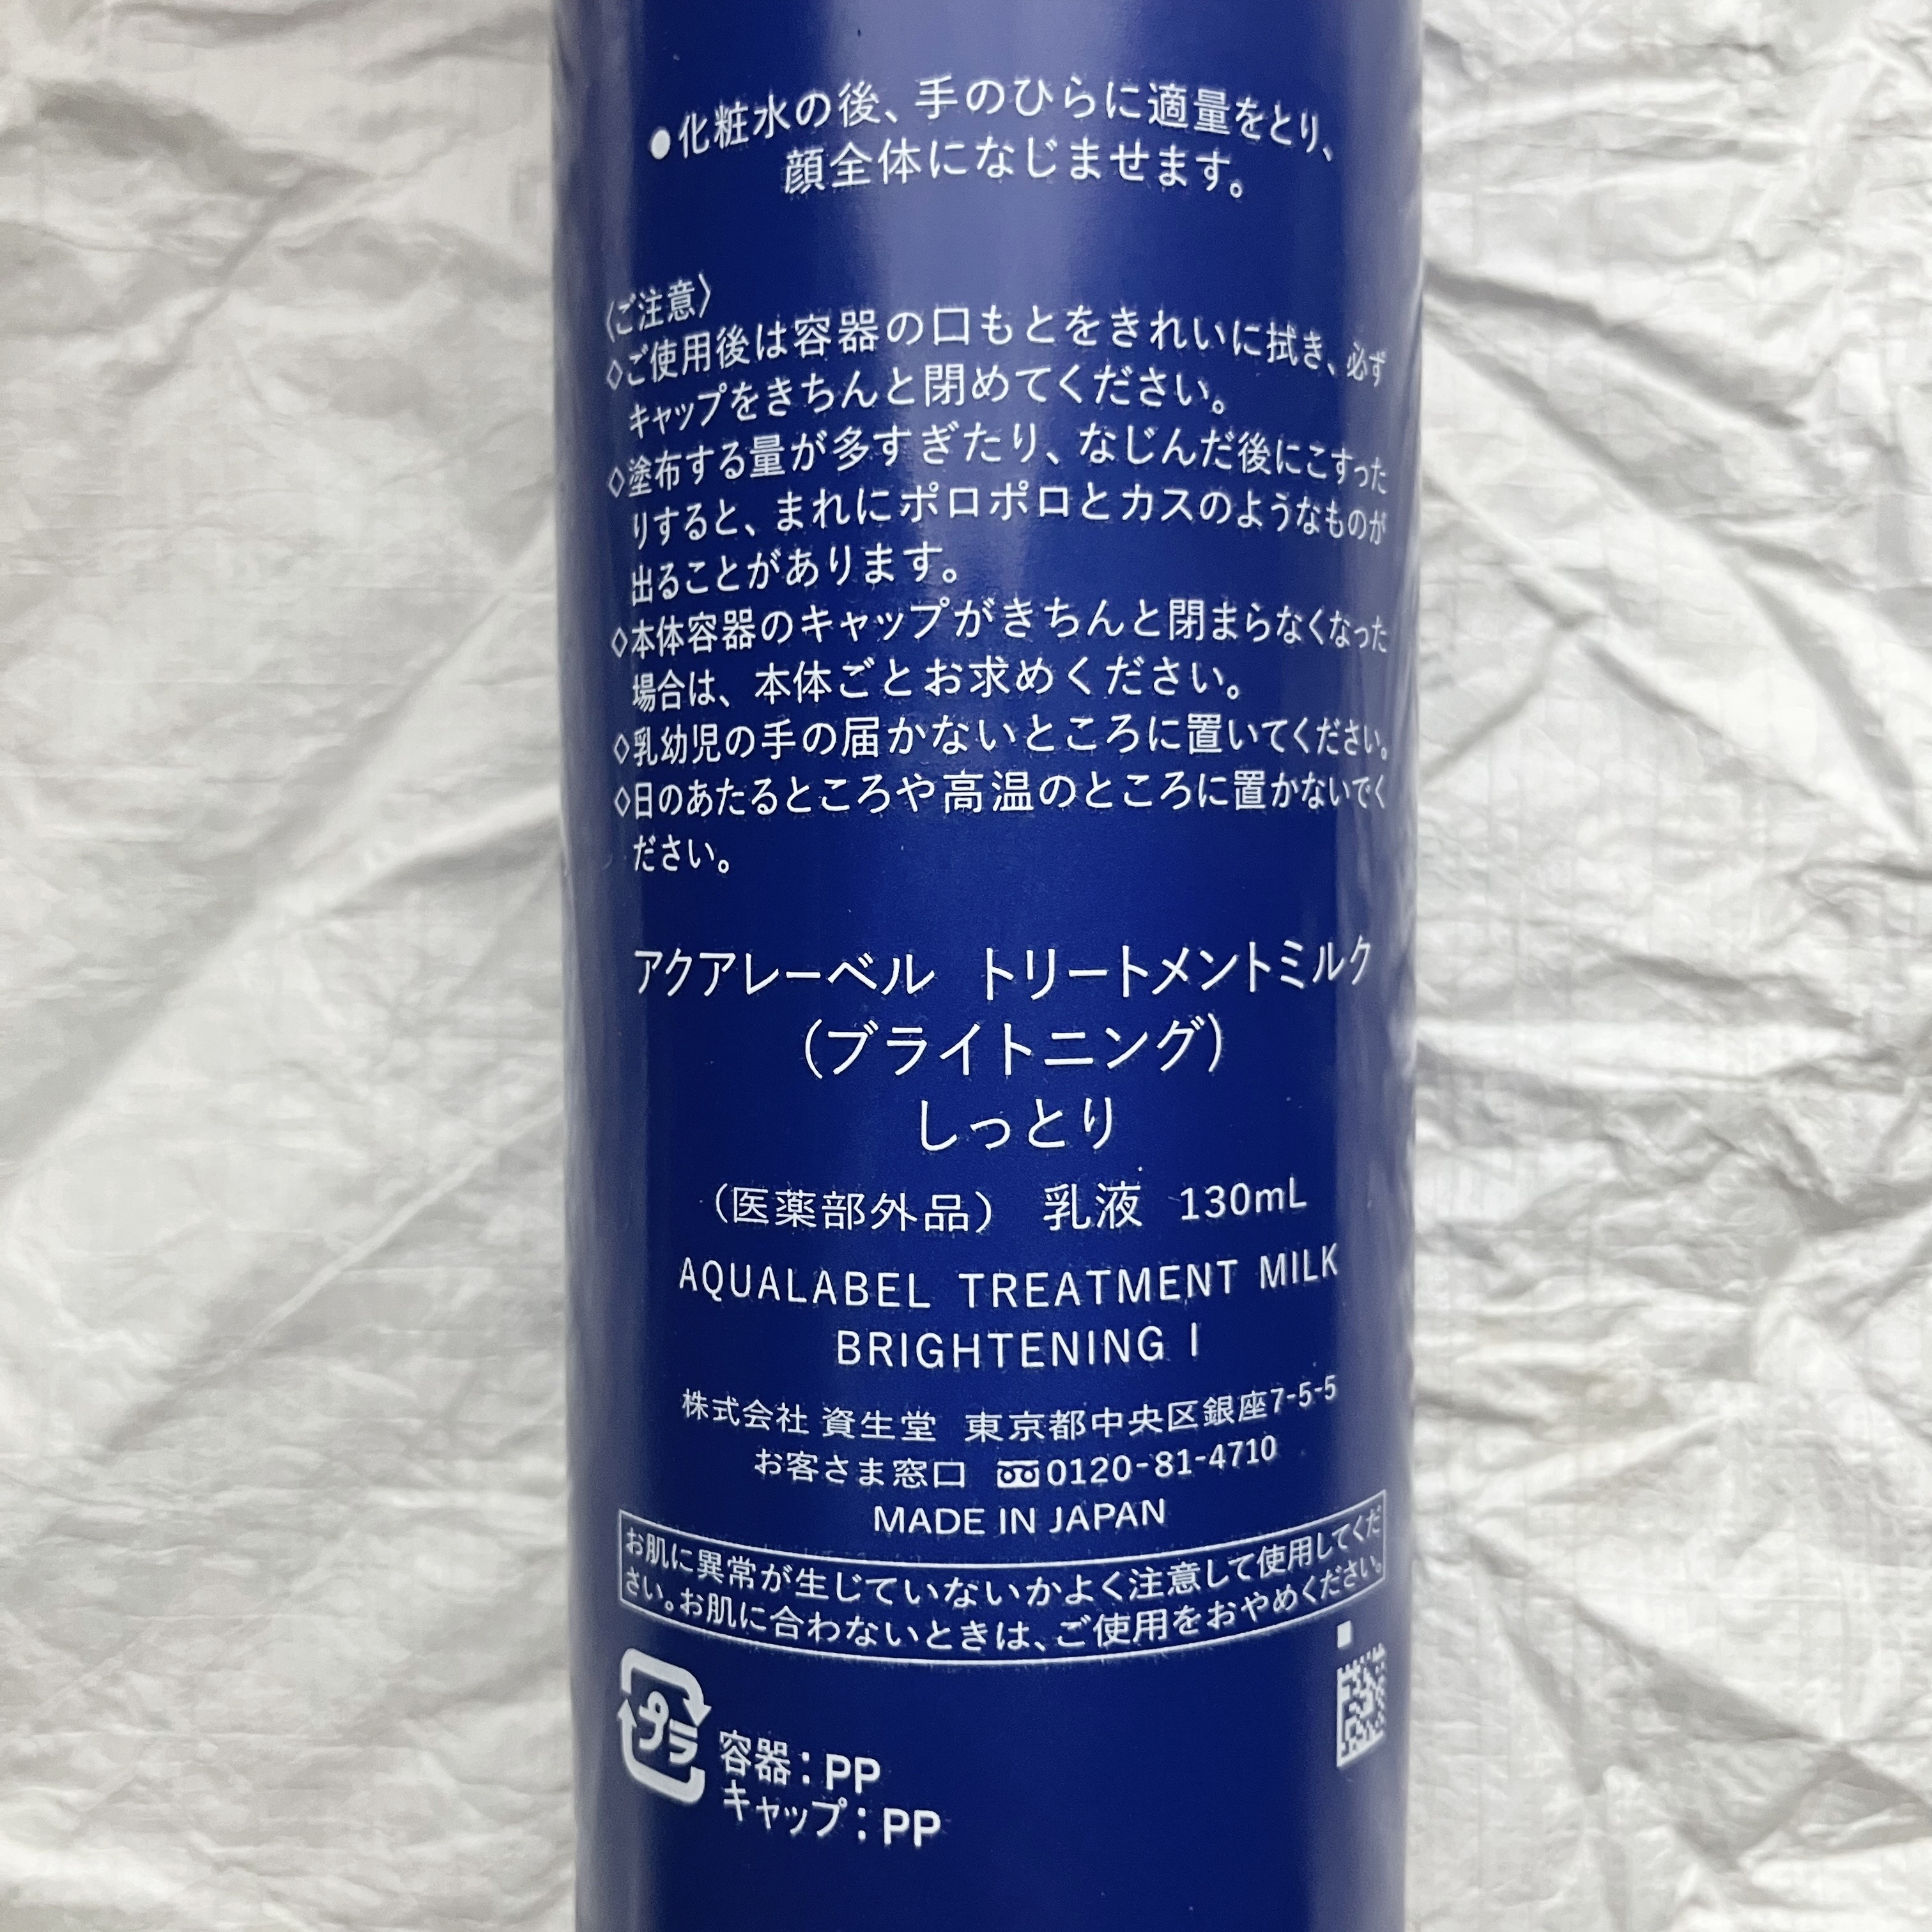 ●化粧水の後、手のひらに適量をとり、
顔全体になじませます。
〈ご注意〉
◇ご使用後は容器の口もとをきれいに拭き、必ず
キャップをきちんと閉めてください。
◇塗布する量が多すぎたり、なじんだ後にこすった
りすると、まれにポロポロとカスのようなものが
出ることがあります。
◇本体容器のキャップがきちんと閉まらなくなった
場合は、本体ごとお求めください。
◇乳幼児の手の届かないところに置いてください。
◇日のあたるところや高温のところに置かないでく
ださい。
アクアレーベル トリートメントミルク
(ブライトニング)
しっとり
(医薬部外品) 乳液 130mL
AQUALABEL TREATMENT MILK
BRIGHTENING I
株式会社 資生堂 東京都中央区銀座7-5-5
お客さま窓口 0120-81-4710
MADE IN JAPAN
お肌に異常が生じていないかよく注意して使用してくだ
さい。お肌に合わないときは、ご使用をおやめください。
プラ
容器:PP
キャップ:PP